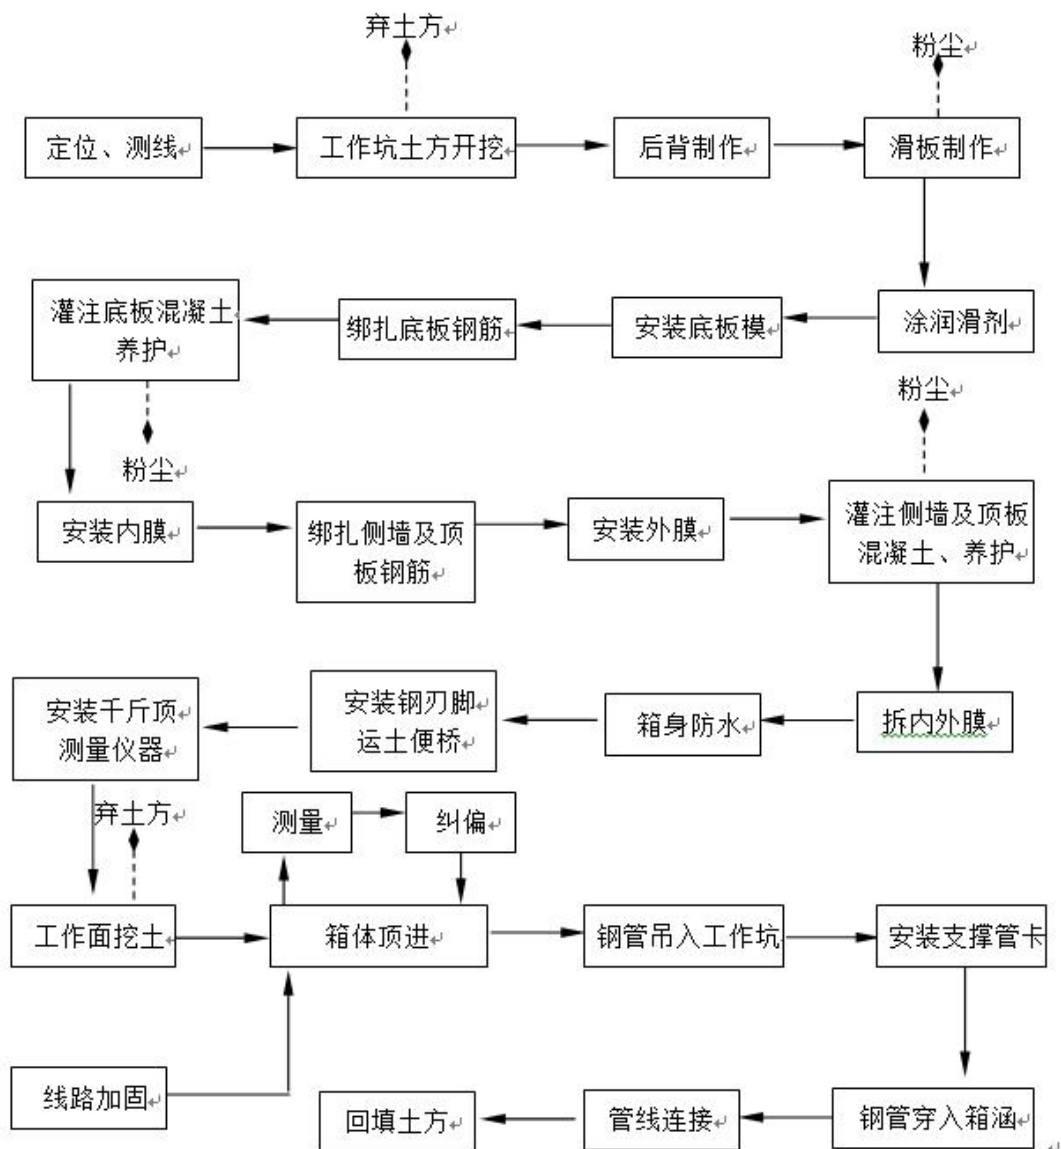 弃土方
粉尘
定位、测线
工作坑土方开挖
后背制作
滑板制作
灌注底板混凝土
养护
绑扎底板钢筋
安装底板模
涂润滑剂
粉尘
粉尘
安装内膜
绑扎侧墙及顶
板钢筋
安装外膜
灌注侧墙及顶板
混凝土、养护
安装千斤顶
测量仪器
安装钢刃脚
运土便桥
箱身防水
拆内外膜
弃土方
测量
纠偏
工作面挖土
箱体顶进
钢管吊入工作坑
安装支撑管卡
线路加固
回填土方
管线连接
钢管穿入箱涵